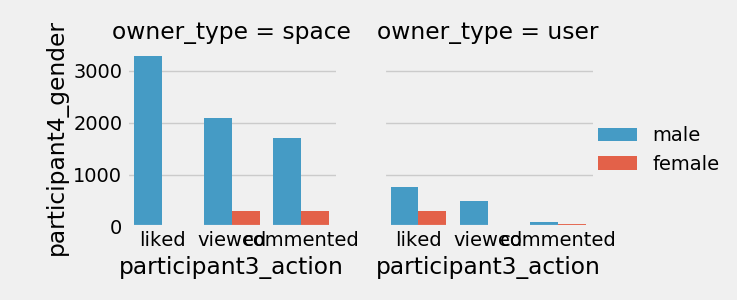 owner_type = space
owner_type = user
participant4_gender
3000
2000
1000
0
liked
viewed
commented
liked
viewed
commented
participant3_action
participant3_action
male
female